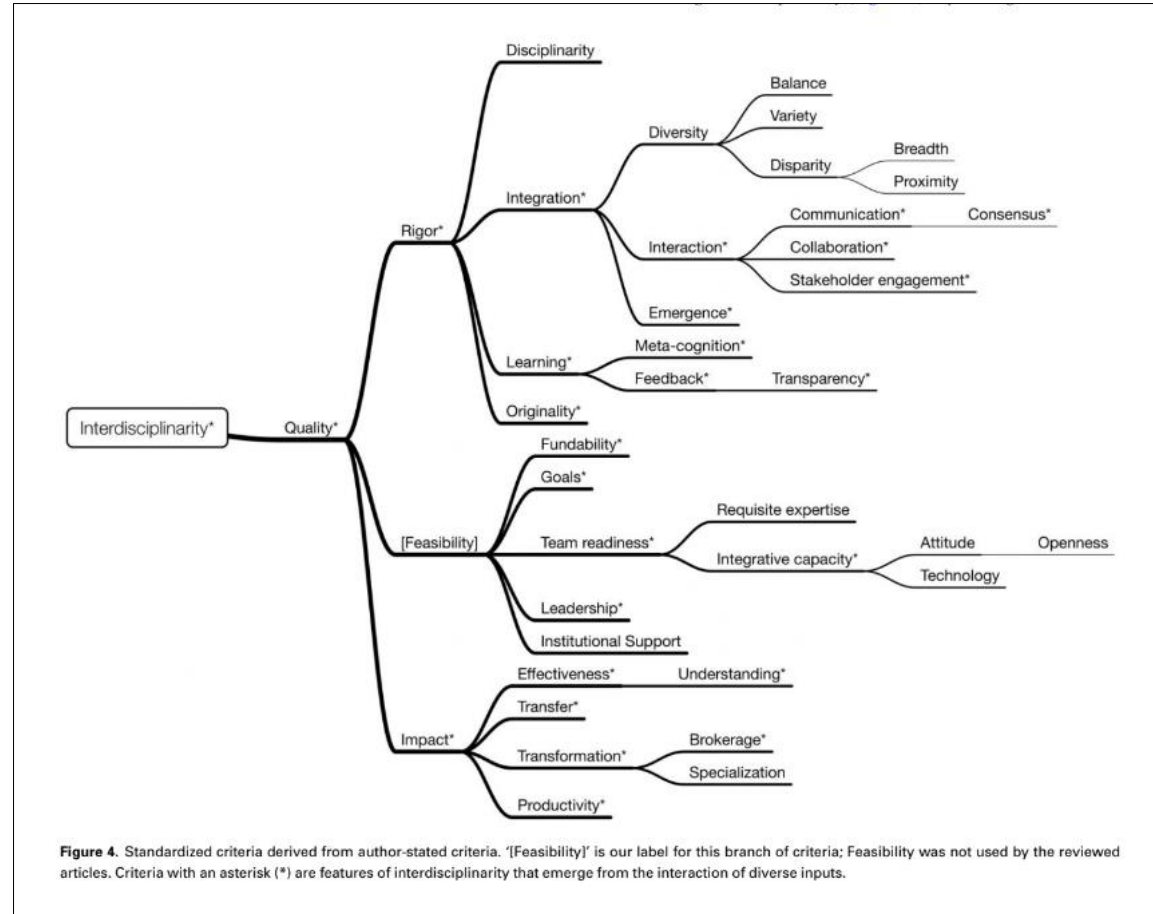 Disciplinarity
Balance
Variety
Diversity
Breadth
Disparity
Proximity
Integration*
Communication*
Consensus*
Rigor*
Interaction*
Collaboration*
Stakeholder engagement*
Emergence*
Meta-cognition*
Learning*
Feedback*
Transparency*
Originality*
Interdisciplinarity*
Quality*
Fundability*
Goals*
Requisite expertise
[Feasibility]
Team readiness*
Integrative capacity*
Attitude
Openness
Technology
Leadership*
Institutional Support
Effectiveness*
Understanding*
Transfer*
Impact*
Transformation*
Brokerage*
Specialization
Productivity*
Figure 4. Standardized criteria derived from author-stated criteria. ‘[Feasibility]’ is our label for this branch of criteria; Feasibility was not used by the reviewed
articles. Criteria with an asterisk (*) are features of interdisciplinarity that emerge from the interaction of diverse inputs.